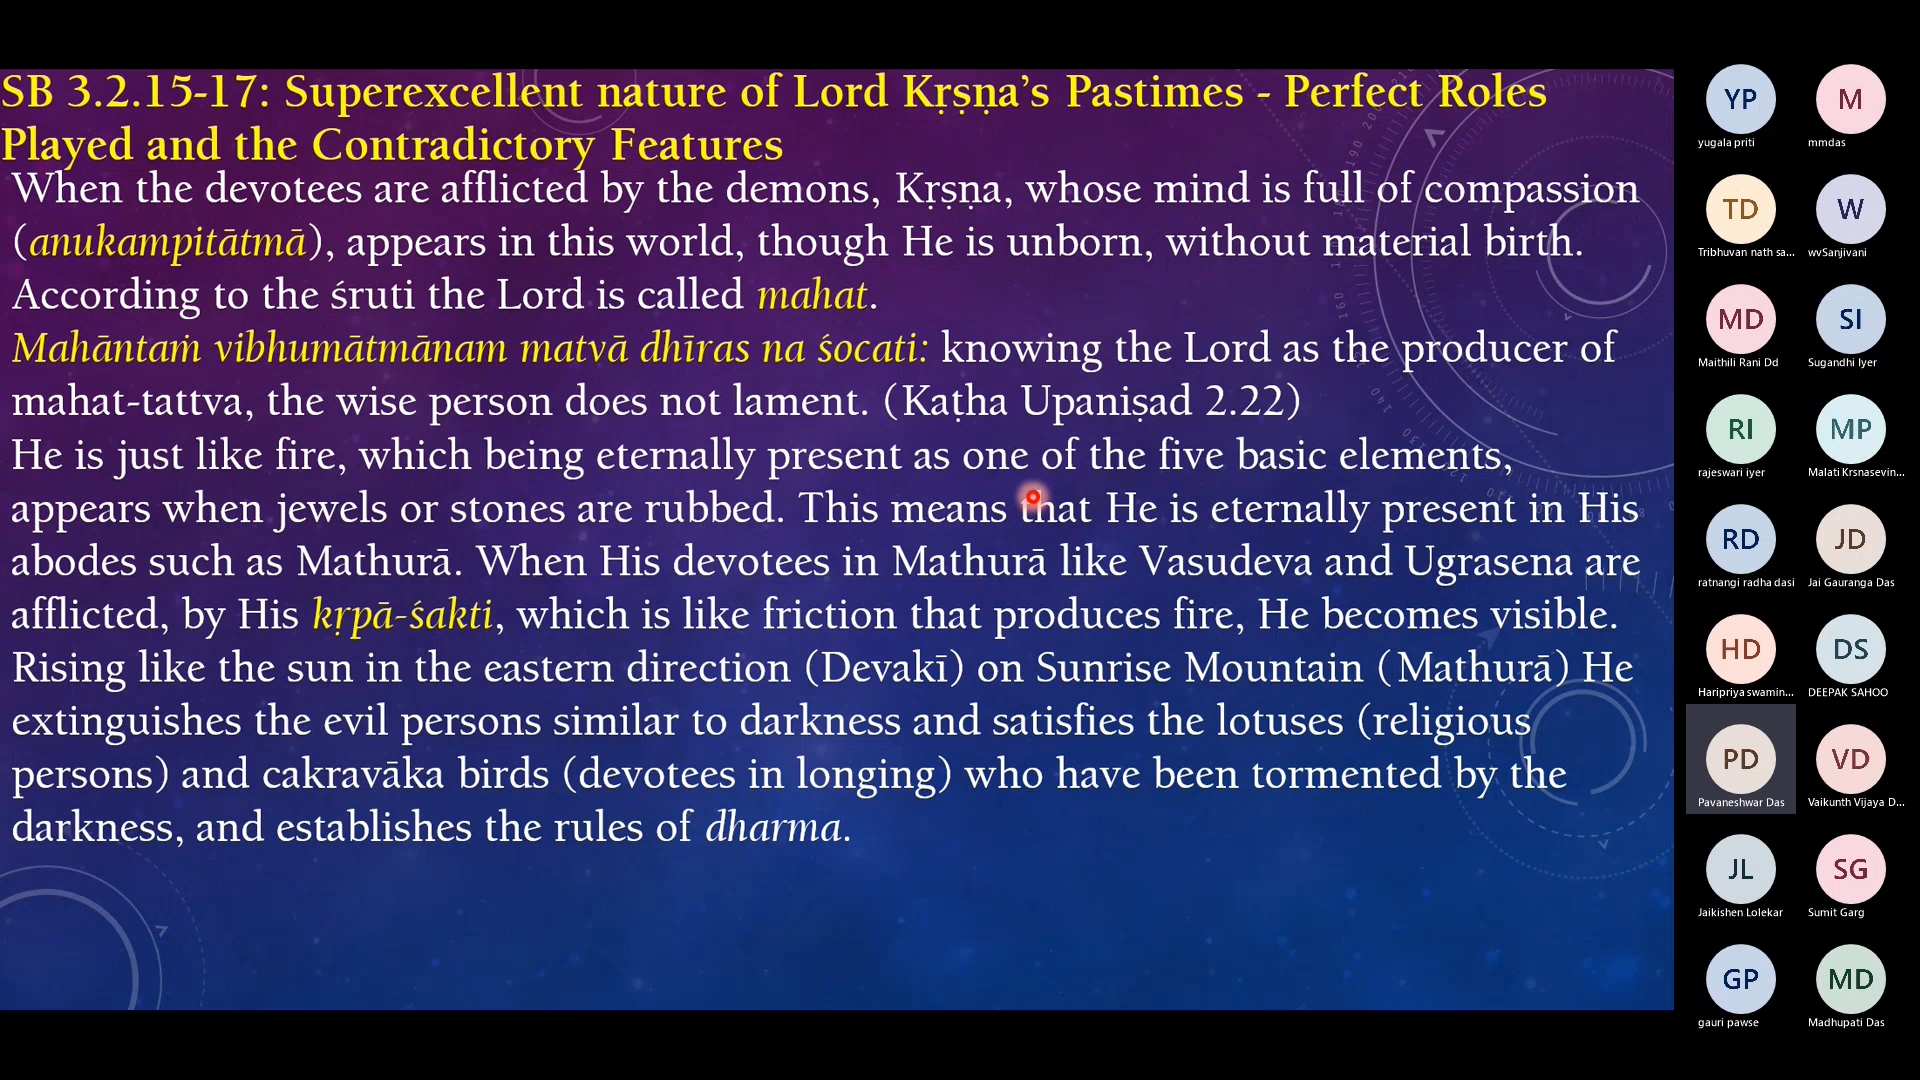 SB 3.2.15-17: Superexcellent nature of Lord Kṛṣṇa’s Pastimes - Perfect Roles
Played and the Contradictory Features
When the devotees are afflicted by the demons, Kṛṣṇa, whose mind is full of compassion
(anukampitātmā), appears in this world, though He is unborn, without material birth.
According to the śruti the Lord is called mahat.
Mahāntaṁ vibhumātmānam matvā dhīras na śocati: knowing the Lord as the producer of
mahat-tattva, the wise person does not lament. (Kaṭha Upaniṣad 2.22)
He is just like fire, which being eternally present as one of the five basic elements,
appears when jewels or stones are rubbed. This means that He is eternally present in His
abodes such as Mathurā. When His devotees in Mathurā like Vasudeva and Ugrasena are
afflicted, by His kṛpā-śakti, which is like friction that produces fire, He becomes visible.
Rising like the sun in the eastern direction (Devakī) on Sunrise Mountain (Mathurā) He
extinguishes the evil persons similar to darkness and satisfies the lotuses (religious
persons) and cakravāka birds (devotees in longing) who have been tormented by the
darkness, and establishes the rules of dharma.
YP M
yugala priti mmdas
TD W
Tribhuvan nath sa... wvSanjivani
MD SI
Maithili Rani Dd Sugandhi Iyer
RI MP
rajeswari iyer Malati Krsnasevin...
RD JD
ratnangi radha dasi Jai Gauranga Das
HD DS
Haripriya swamin... DEEPAK SAHOO
PD VD
Pavaneshwar Das Vaikunth Vijaya D...
JL SG
Jaikishen Lolekar Sumit Garg
GP MD
gauri pawse Madhupati Das